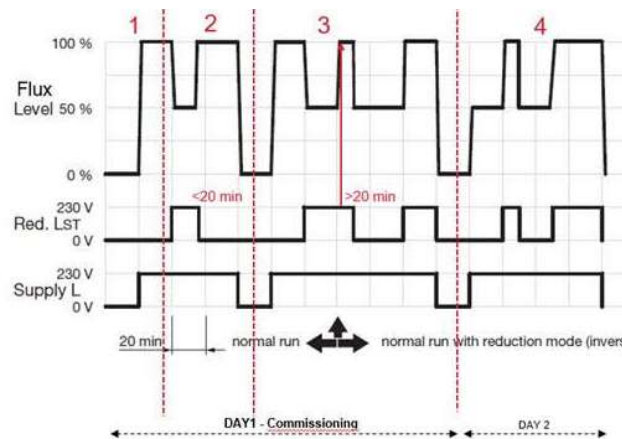 1 2 3 4
100 %
Flux
Level 50 %
0 %
<20 min >20 min
230 V
Red. LST
0 V
230 V
Supply L
0 V
20 min normal run normal run with reduction mode (invers
DAY1 - Commissioning DAY 2